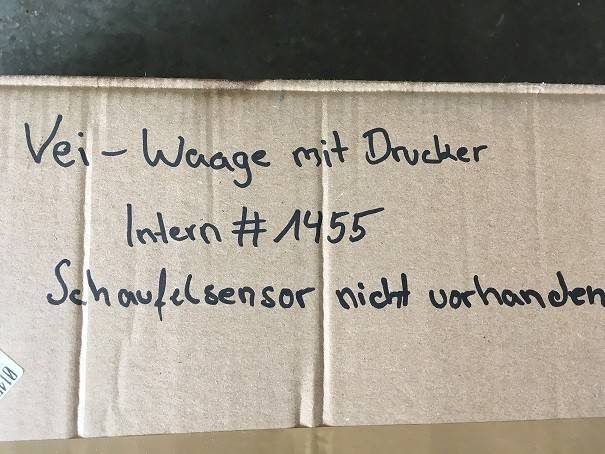 Vei - Waage mit Drucker
Intern # 1455
Schaufelsensor nicht vorhanden